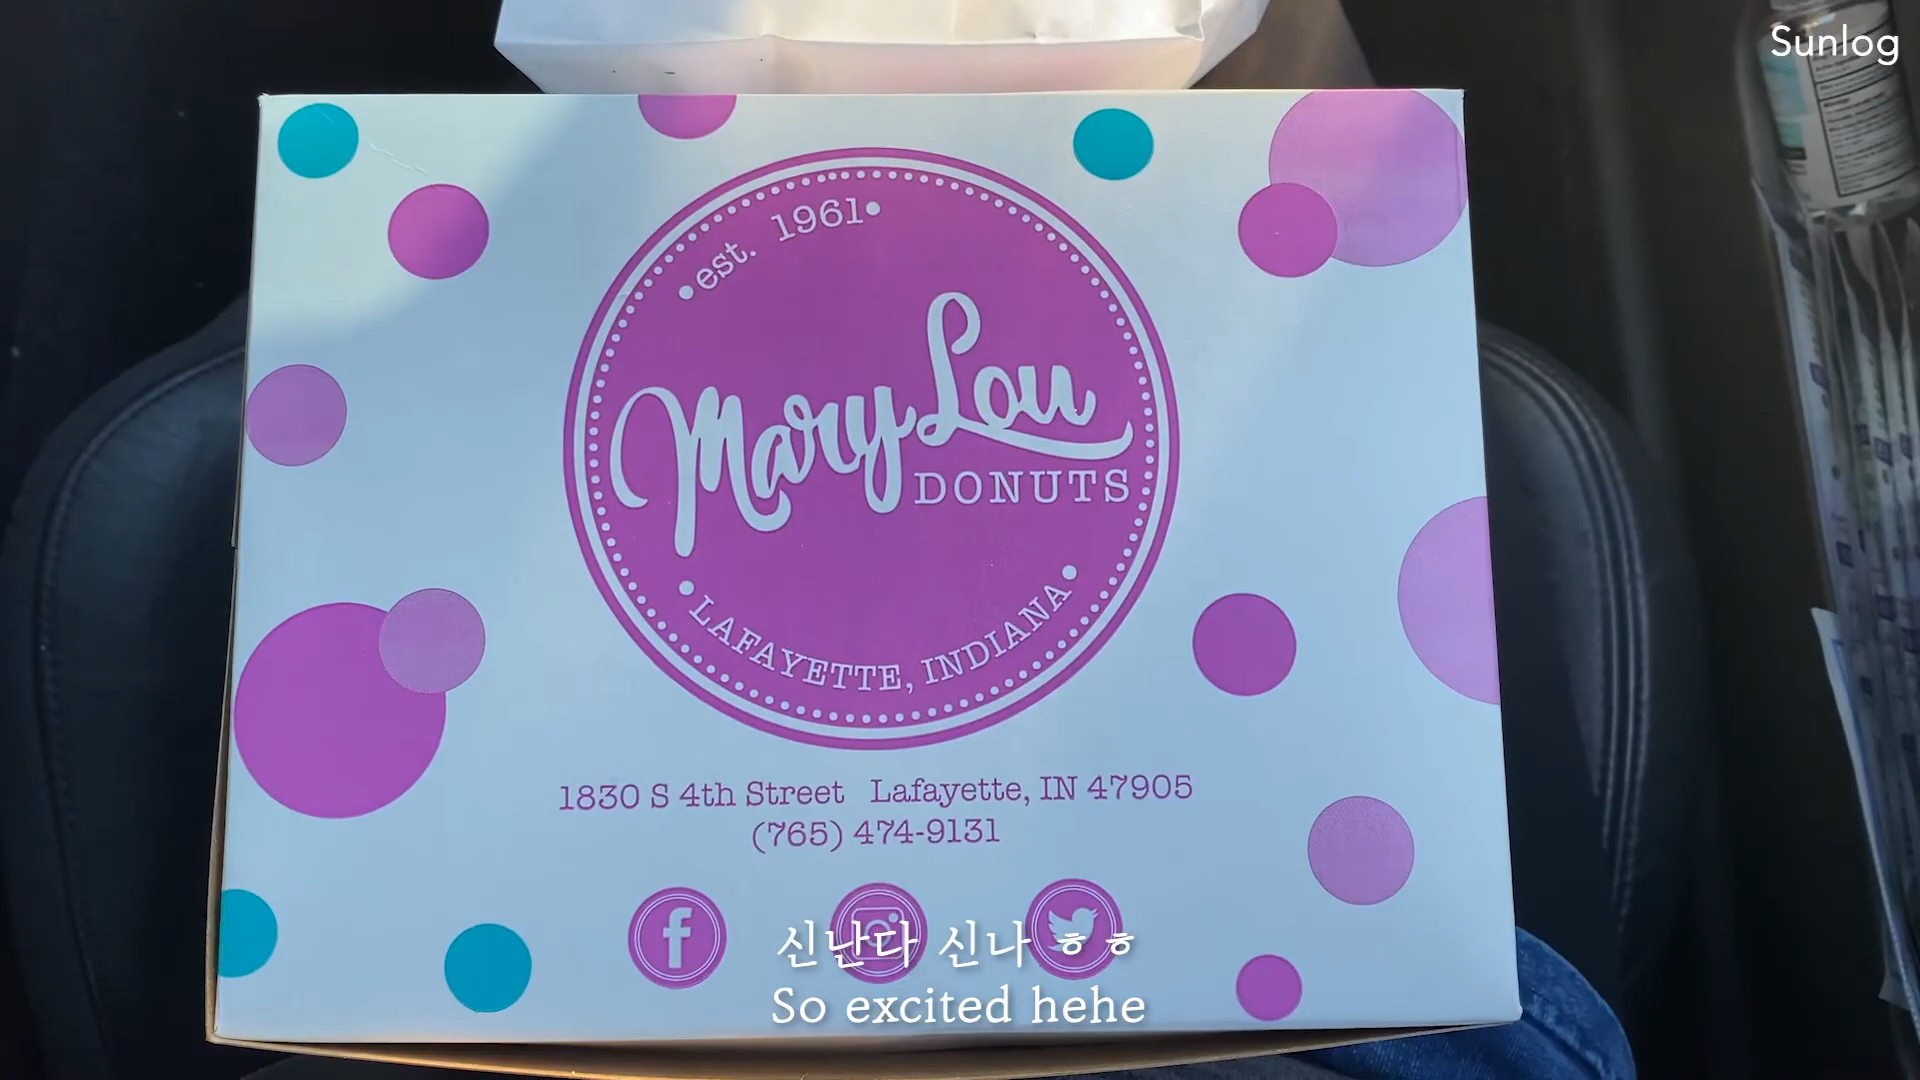 Sunlog
•est. 1961•
Mary Lou
DONUTS
• LAFAYETTE, INDIANA •
1830 S 4th Street Lafayette, IN 47905
(765) 474-9131
신난다 신나 ㅎㅎ
So excited hehe